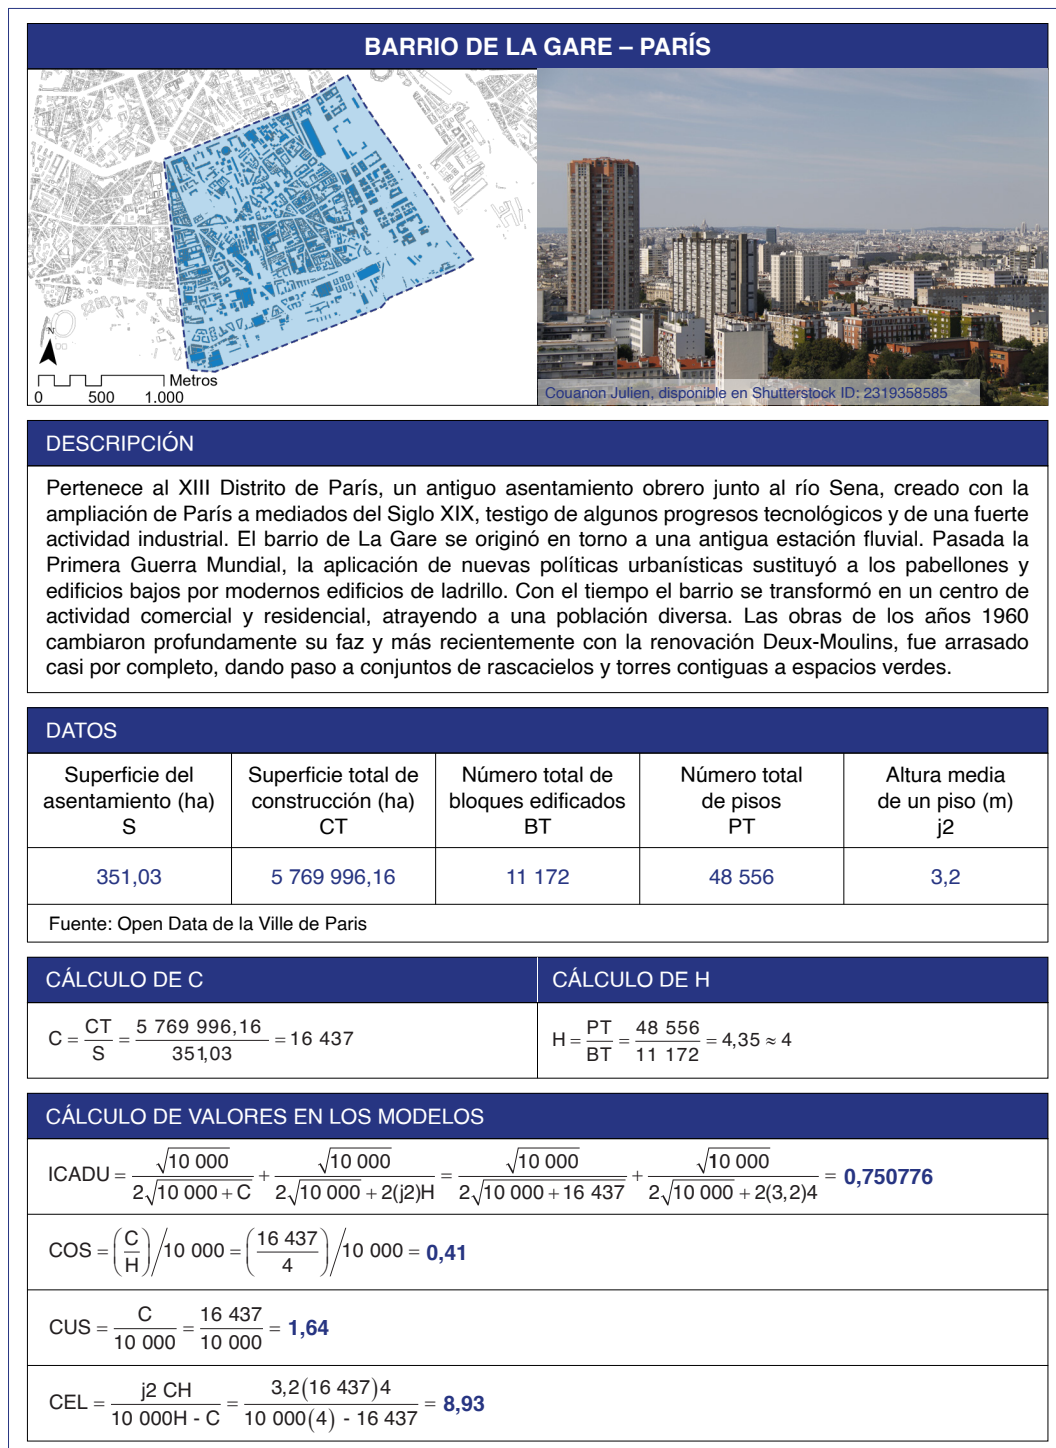 BARRIO DE LA GARE – PARÍS
N
Metros
0 500 1.000
Couanon Julien, disponible en Shutterstock ID: 2319358585
DESCRIPCIÓN
Pertenece al XIII Distrito de París, un antiguo asentamiento obrero junto al río Sena, creado con la
ampliación de París a mediados del Siglo XIX, testigo de algunos progresos tecnológicos y de una fuerte
actividad industrial. El barrio de La Gare se originó en torno a una antigua estación fluvial. Pasada la
Primera Guerra Mundial, la aplicación de nuevas políticas urbanísticas sustituyó a los pabellones y
edificios bajos por modernos edificios de ladrillo. Con el tiempo el barrio se transformó en un centro de
actividad comercial y residencial, atrayendo a una población diversa. Las obras de los años 1960
cambiaron profundamente su faz y más recientemente con la renovación Deux-Moulins, fue arrasado
casi por completo, dando paso a conjuntos de rascacielos y torres contiguas a espacios verdes.
DATOS
Superficie del asentamiento (ha) S
Superficie total de construcción (ha) CT
Número total de bloques edificados BT
Número total de pisos PT
Altura media de un piso (m) j2
351,03 5 769 996,16 11 172 48 556 3,2
Fuente: Open Data de la Ville de Paris
CÁLCULO DE C
C = CT / S = 5 769 996,16 / 351,03 = 16 437
CÁLCULO DE H
H = PT / BT = 48 556 / 11 172 = 4,35 ≈ 4
CÁLCULO DE VALORES EN LOS MODELOS
ICADU = √10 000 / 2√10 000 + C + √10 000 / 2√10 000 + 2(j2)H = √10 000 / 2√10 000 + 16 437 + √10 000 / 2√10 000 + 2(3,2)4 = 0,750776
COS = (C / H) / 10 000 = (16 437 / 4) / 10 000 = 0,41
CUS = C / 10 000 = 16 437 / 10 000 = 1,64
CEL = j2 CH / 10 000H - C = 3,2(16 437)4 / 10 000(4) - 16 437 = 8,93